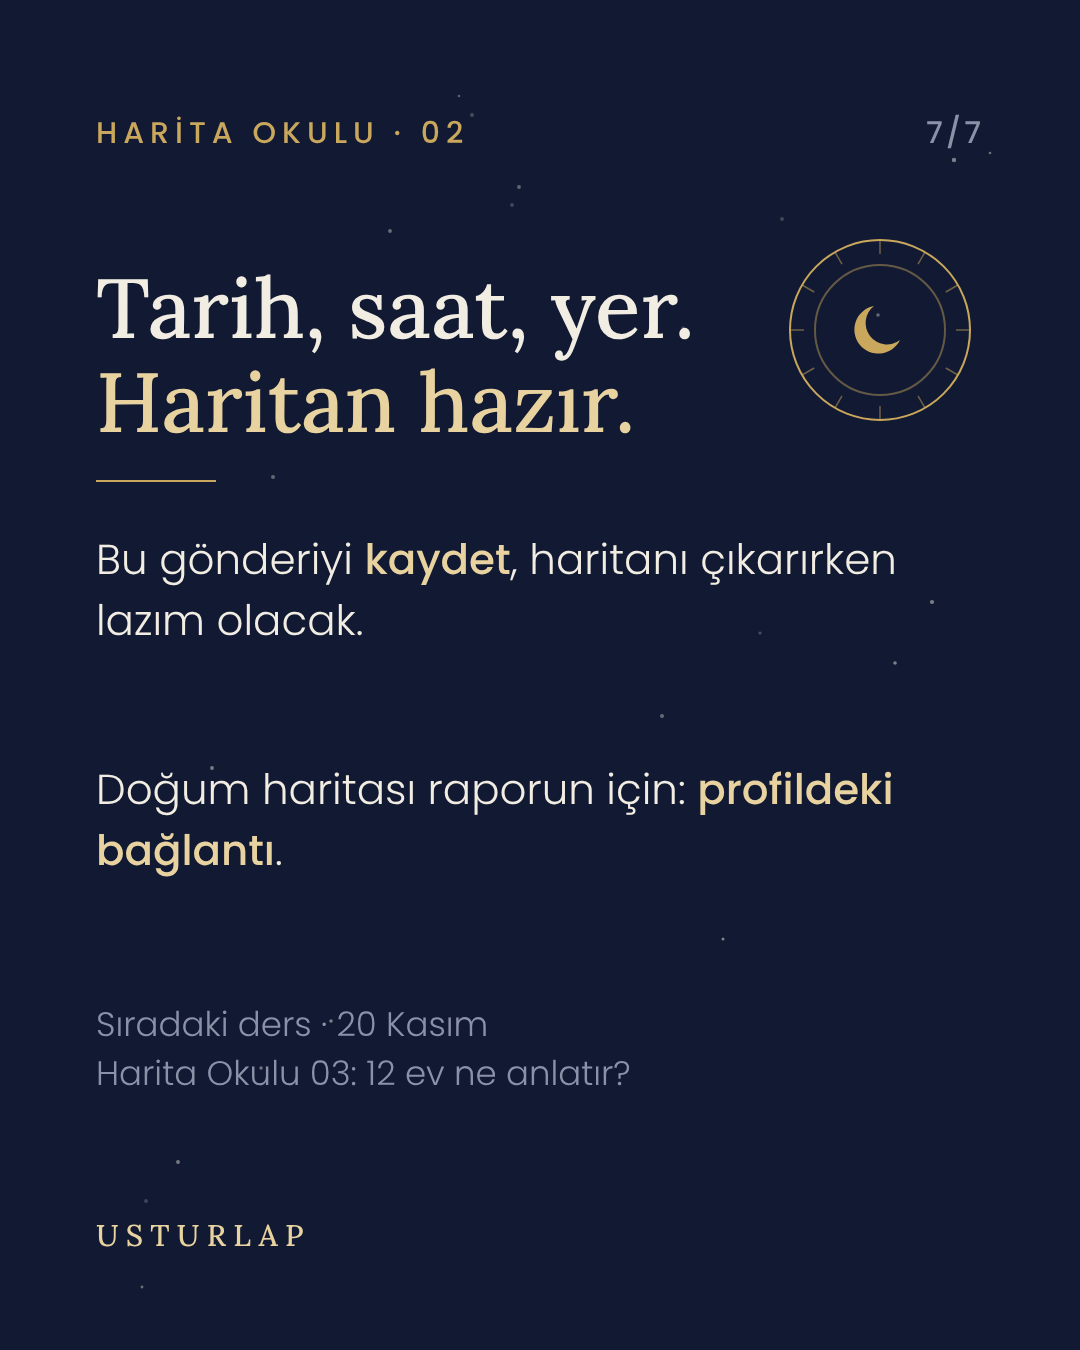 HARİTA OKULU · 02
7/7
Tarih, saat, yer.
Haritan hazır.
Bu gönderiyi kaydet, haritanı çıkarırken
lazım olacak.
Doğum haritası raporun için: profildeki
bağlantı.
Sıradaki ders · 20 Kasım
Harita Okulu 03: 12 ev ne anlatır?
USTURLAP